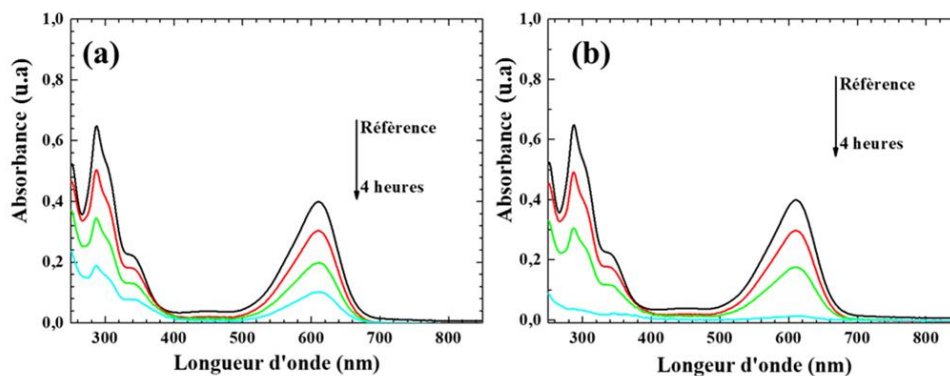 1,0
(a)
0,8
Référence
0,6
4 heures
0,4
0,2
0,0
300 400 500 600 700 800
Longueur d'onde (nm)
Absorbance (u.a)
1,0
(b)
0,8
Référence
0,6
4 heures
0,4
0,2
0,0
300 400 500 600 700 800
Longueur d'onde (nm)
Absorbance (u.a)